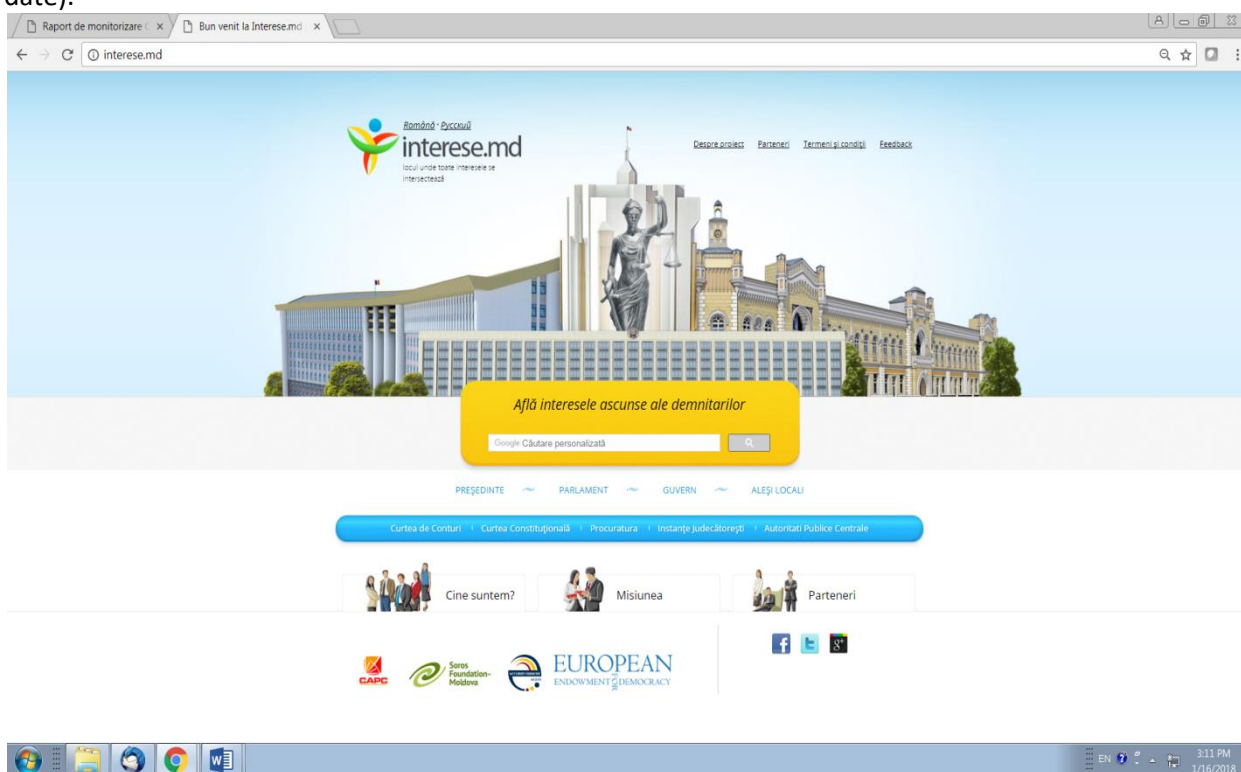 date).
Raport de monitorizare C
Bun venit la Interese.md
interese.md
Română · Русский
interese.md
locul unde toate interesele se
intersectează
Despre proiect Parteneri Termeni și condiții Feedback
Află interesele ascunse ale demnitarilor
Google Căutare personalizată
PREȘEDINTE PARLAMENT GUVERN ALEȘI LOCALI
Curtea de Conturi Curtea Constituțională Procuratura Instanțe Judecătorești Autoritati Publice Centrale
Cine suntem? Misiunea Parteneri
CAPC
Soros
Foundation-
Moldova
EUROPEAN
ENDOWMENT FOR DEMOCRACY
EN
3:11 PM
1/16/2018